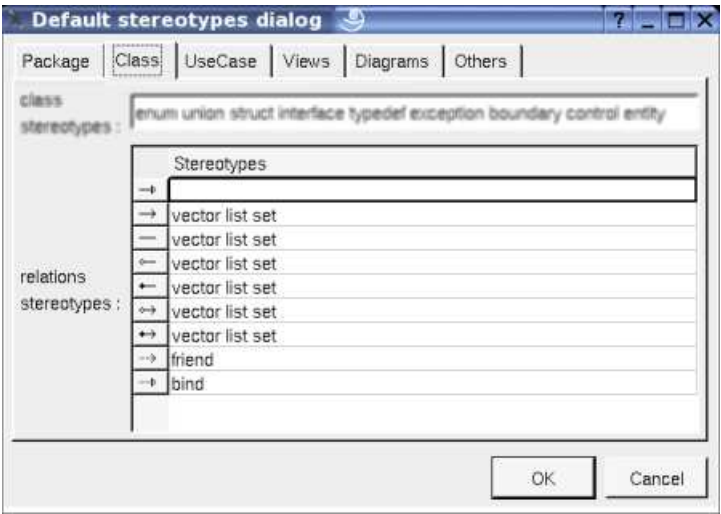 Default stereotypes dialog
Package Class UseCase Views Diagrams Others
class
stereotypes :
enum union struct interface typedef exception boundary control entity
Stereotypes
vector list set
vector list set
vector list set
vector list set
vector list set
vector list set
relations
stereotypes :
friend
bind
OK Cancel